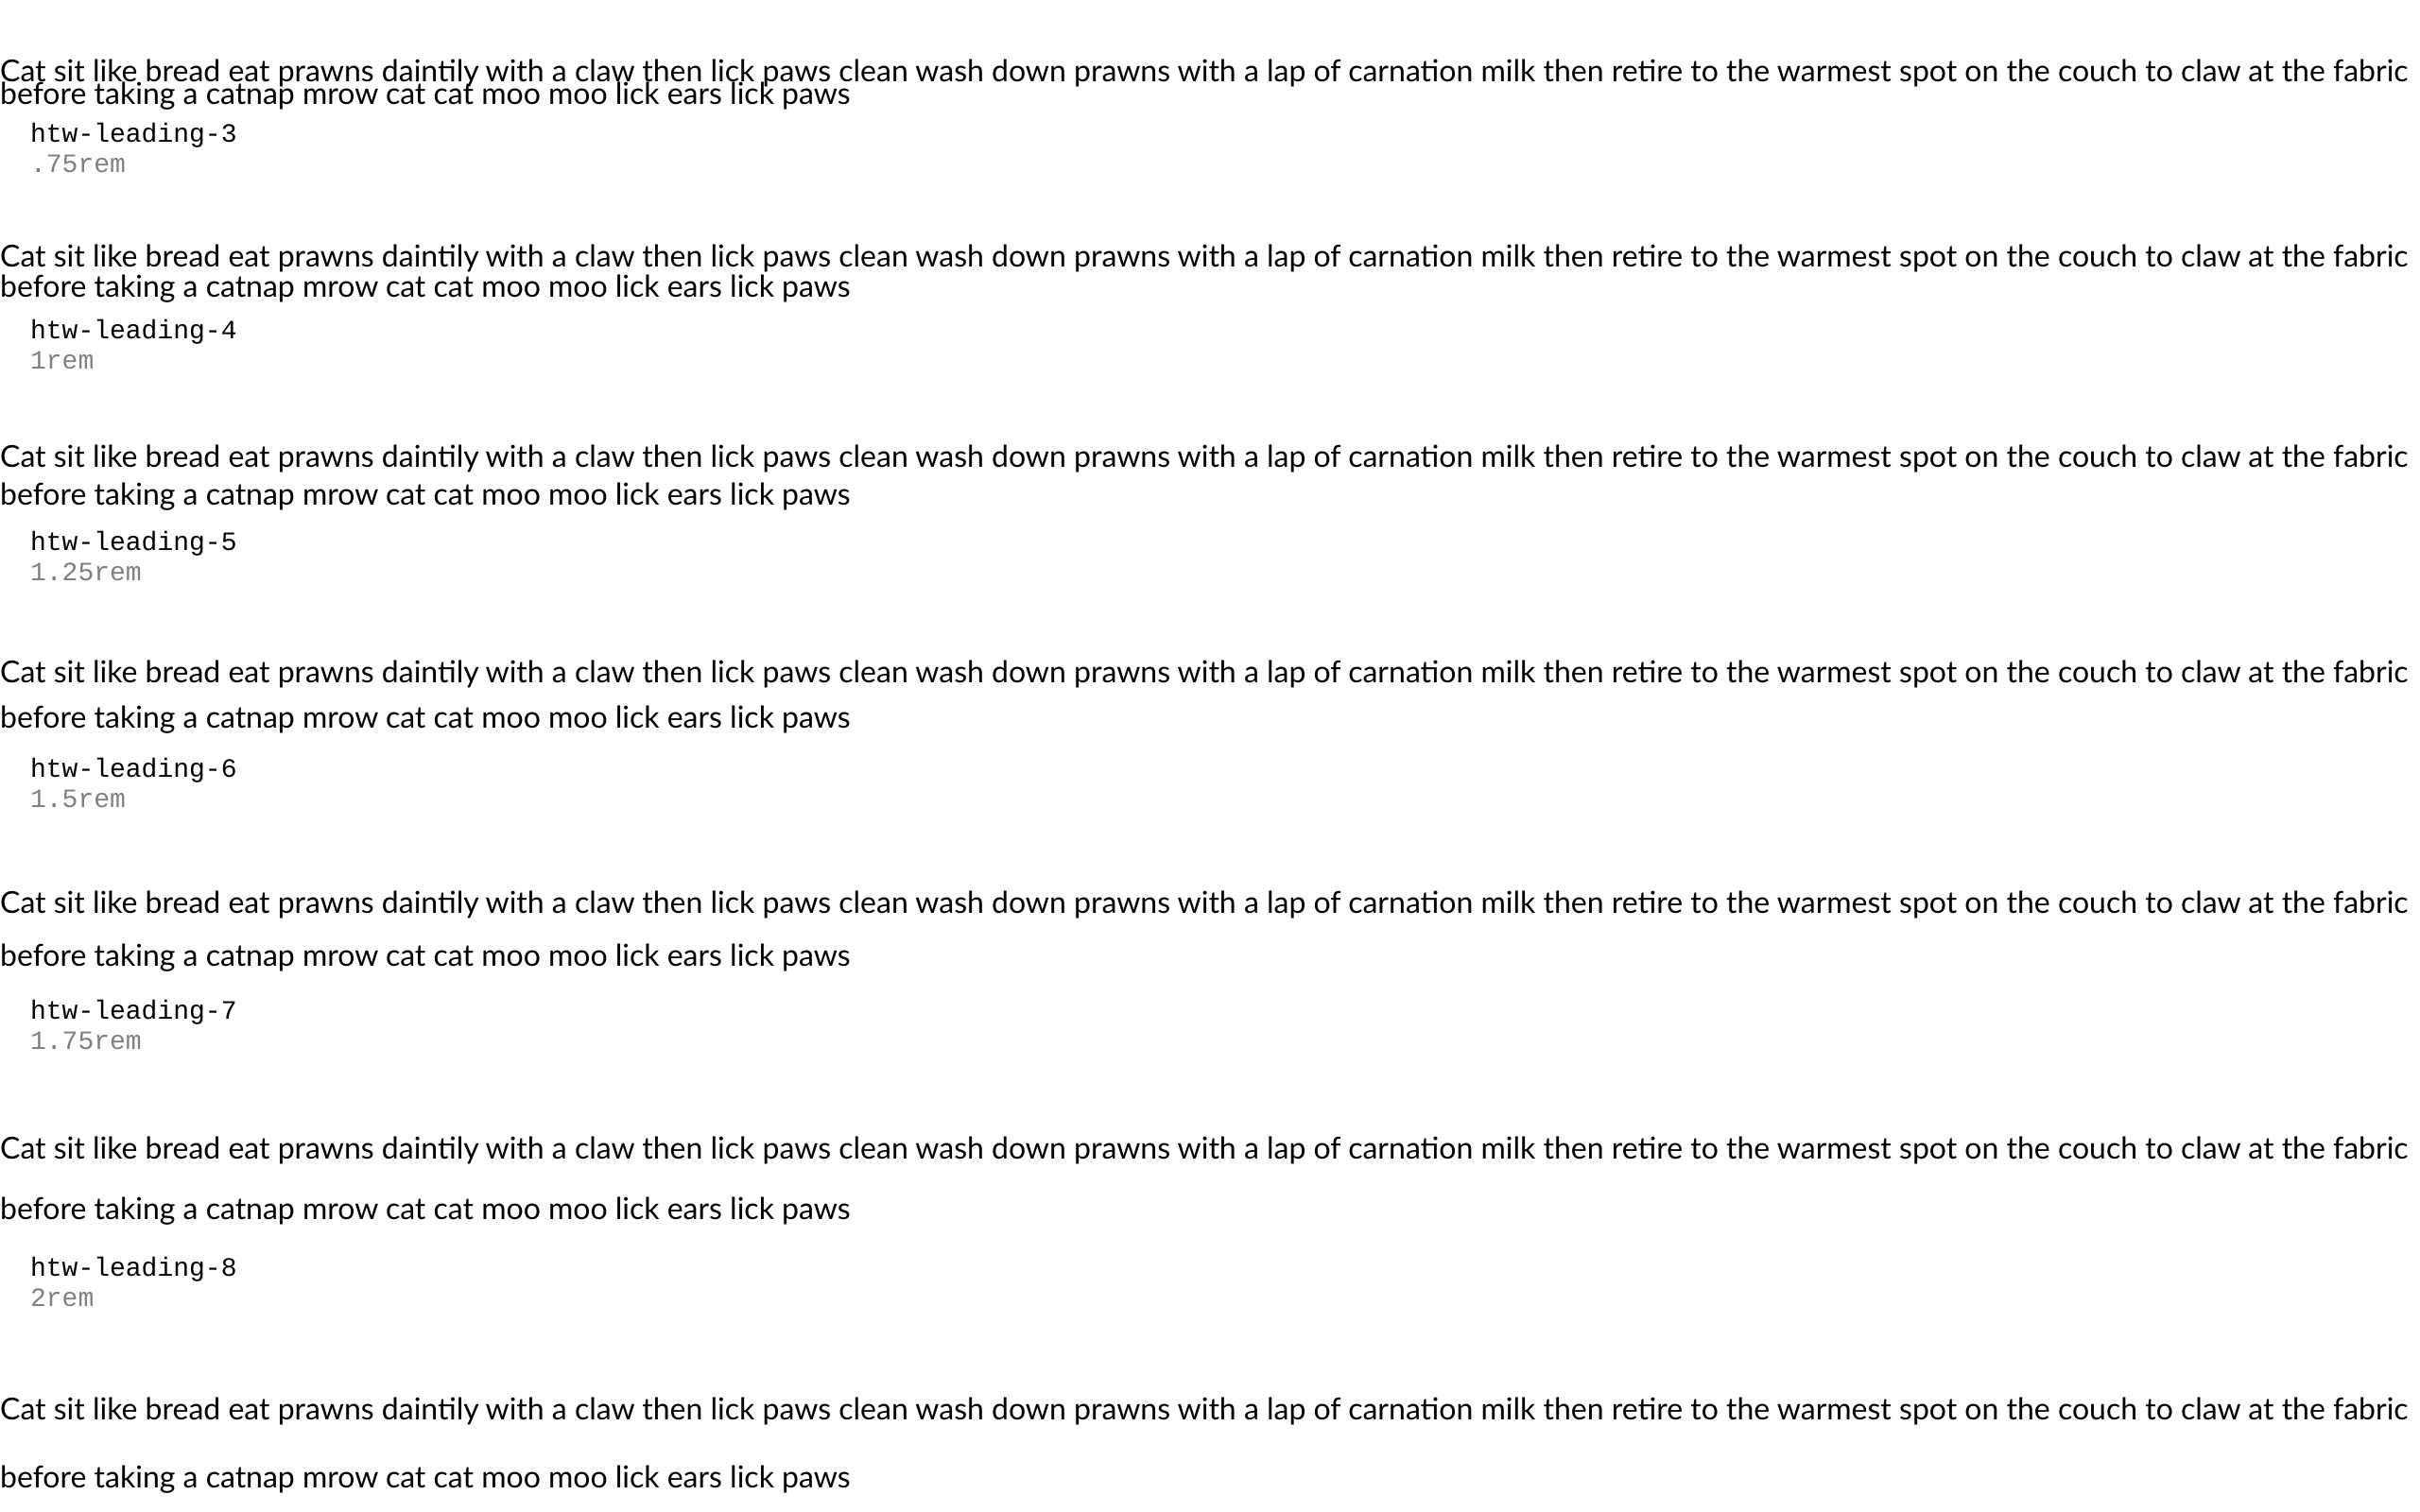 Cat sit like bread eat prawns daintily with a claw then lick paws clean wash down prawns with a lap of carnation milk then retire to the warmest spot on the couch to claw at the fabric
before taking a catnap mrow cat cat moo moo lick ears lick paws
htw-leading-3
.75rem
Cat sit like bread eat prawns daintily with a claw then lick paws clean wash down prawns with a lap of carnation milk then retire to the warmest spot on the couch to claw at the fabric
before taking a catnap mrow cat cat moo moo lick ears lick paws
htw-leading-4
1rem
Cat sit like bread eat prawns daintily with a claw then lick paws clean wash down prawns with a lap of carnation milk then retire to the warmest spot on the couch to claw at the fabric
before taking a catnap mrow cat cat moo moo lick ears lick paws
htw-leading-5
1.25rem
Cat sit like bread eat prawns daintily with a claw then lick paws clean wash down prawns with a lap of carnation milk then retire to the warmest spot on the couch to claw at the fabric
before taking a catnap mrow cat cat moo moo lick ears lick paws
htw-leading-6
1.5rem
Cat sit like bread eat prawns daintily with a claw then lick paws clean wash down prawns with a lap of carnation milk then retire to the warmest spot on the couch to claw at the fabric
before taking a catnap mrow cat cat moo moo lick ears lick paws
htw-leading-7
1.75rem
Cat sit like bread eat prawns daintily with a claw then lick paws clean wash down prawns with a lap of carnation milk then retire to the warmest spot on the couch to claw at the fabric
before taking a catnap mrow cat cat moo moo lick ears lick paws
htw-leading-8
2rem
Cat sit like bread eat prawns daintily with a claw then lick paws clean wash down prawns with a lap of carnation milk then retire to the warmest spot on the couch to claw at the fabric
before taking a catnap mrow cat cat moo moo lick ears lick paws